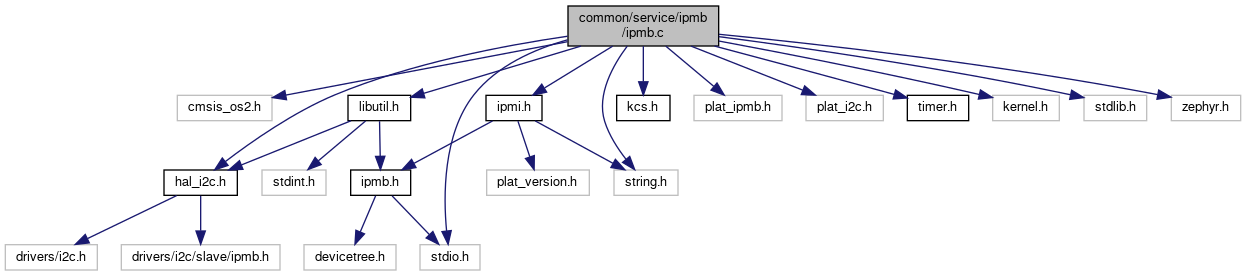 common/service/ipmb
/ipmb.c
cmsis_os2.h
libutil.h
ipmi.h
kcs.h
plat_ipmb.h
plat_i2c.h
timer.h
kernel.h
stdlib.h
zephyr.h
hal_i2c.h
stdint.h
ipmb.h
plat_version.h
string.h
drivers/i2c.h
drivers/i2c/slave/ipmb.h
devicetree.h
stdio.h